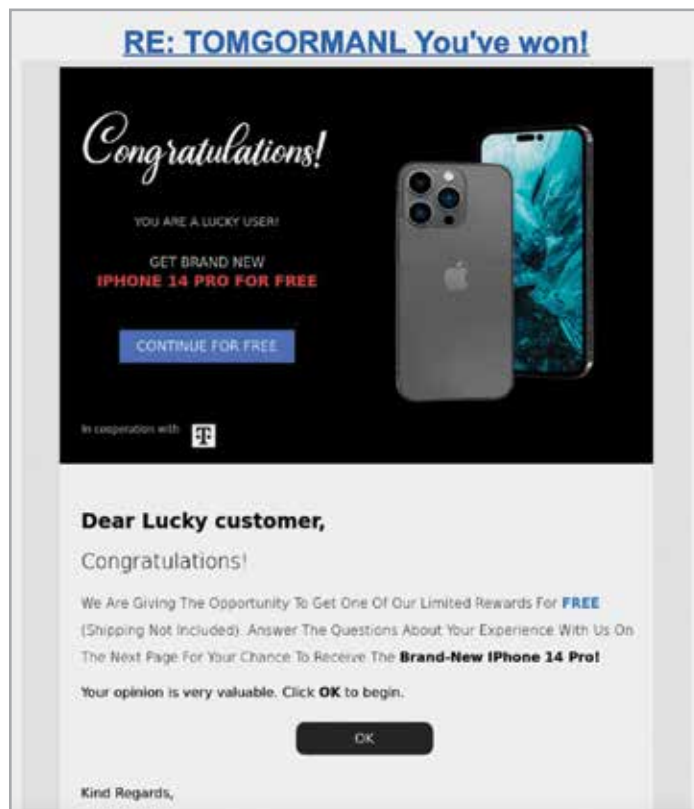 RE: TOMGORMANL You've won!
Congratulations!
YOU ARE A LUCKY USER!
GET BRAND NEW
IPHONE 14 PRO FOR FREE
CONTINUE FOR FREE
In cooperation with T
Dear Lucky customer,
Congratulations!
We Are Giving The Opportunity To Get One Of Our Limited Rewards For FREE
(Shipping Not Included). Answer The Questions About Your Experience With Us On
The Next Page For Your Chance To Receive The Brand-New IPhone 14 Pro!
Your opinion is very valuable. Click OK to begin.
OK
Kind Regards,